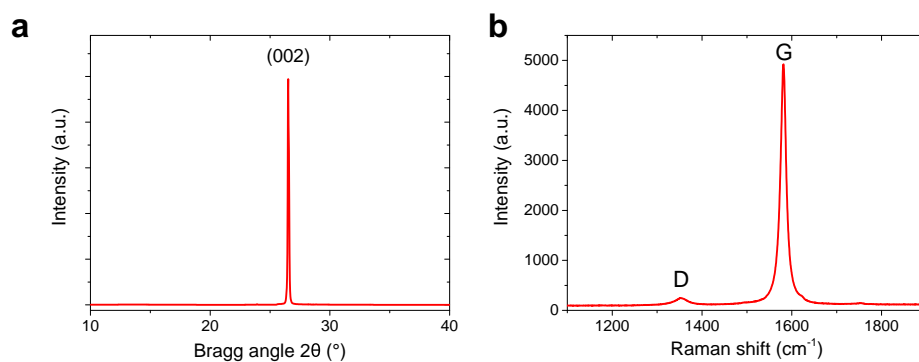 a
(002)
Intensity (a.u.)
10
20
30
40
Bragg angle 2θ (°)
b
G
D
Intensity (a.u.)
5000
4000
3000
2000
1000
0
1200
1400
1600
1800
Raman shift (cm⁻¹)